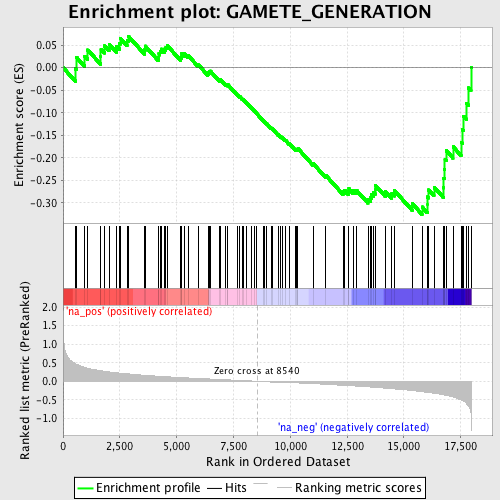 Enrichment plot: GAMETE_GENERATION
Enrichment score (ES)
0.05
0.00
-0.05
-0.10
-0.15
-0.20
-0.25
-0.30
'na_pos' (positively correlated)
Ranked list metric (PreRanked)
2.0
1.5
1.0
0.5
0.0
-0.5
-1.0
Zero cross at 8540
'na_neg' (negatively correlated)
0
2,500
5,000
7,500
10,000
12,500
15,000
17,500
Rank in Ordered Dataset
Enrichment profile
Hits
Ranking metric scores